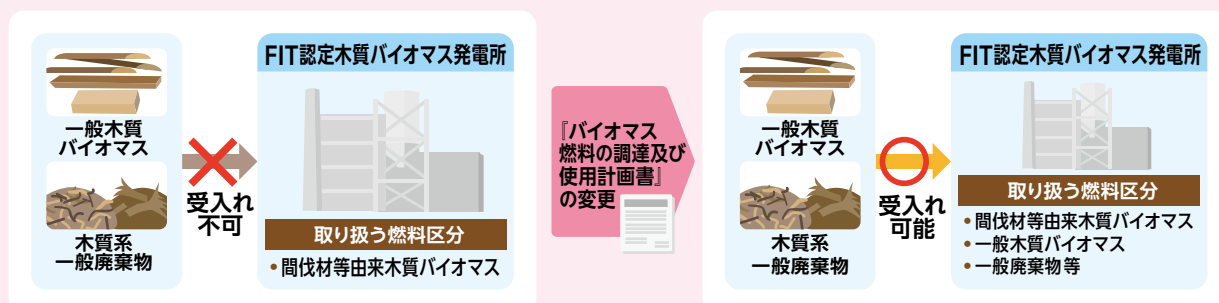 一般木質
バイオマス
木質系
一般廃棄物
受入れ
不可
FIT認定木質バイオマス発電所
取り扱う燃料区分
・間伐材等由来木質バイオマス
『バイオマス
燃料の調達及び
使用計画書』
の変更
一般木質
バイオマス
木質系
一般廃棄物
受入れ
可能
FIT認定木質バイオマス発電所
取り扱う燃料区分
・間伐材等由来木質バイオマス
・一般木質バイオマス
・一般廃棄物等